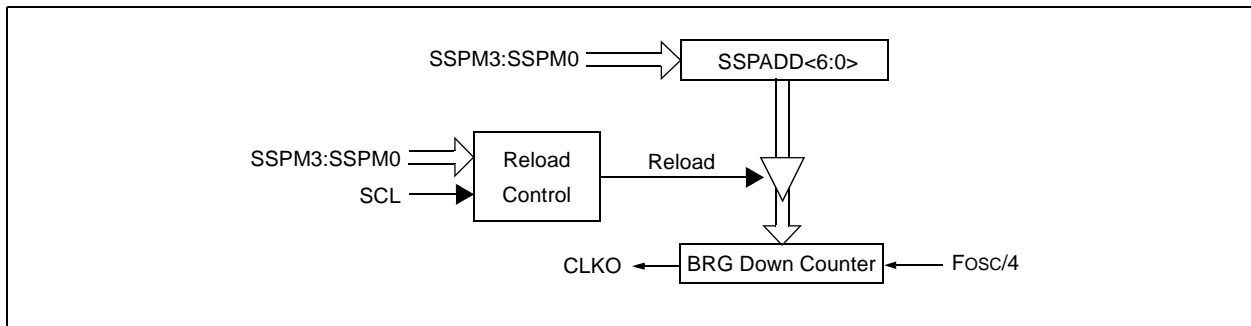 SSPM3:SSPM0
SSPADD<6:0>
SSPM3:SSPM0
SCL
Reload
Control
Reload
CLKO
BRG Down Counter
FOSC/4